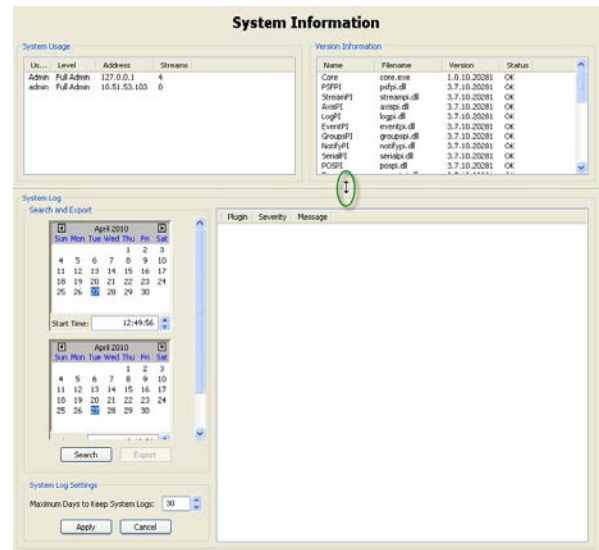 System Information
System Usage
Us... Level Address Streams
Admin Full Admin 127.0.0.1 4
admin Full Admin 10.51.53.103 0
Version Information
Name Filename Version Status
Core core.exe 1.0.10.20281 OK
PSFPI psfpi.dll 3.7.10.20281 OK
StreamPI streampi.dll 3.7.10.20281 OK
AxisPI axispi.dll 3.7.10.20281 OK
LogPI logpi.dll 3.7.10.20281 OK
EventPI eventpi.dll 3.7.10.20281 OK
GroupsPI groupspi.dll 3.7.10.20281 OK
NotifyPI notifypi.dll 3.7.10.20281 OK
SerialPI serialpi.dll 3.7.10.20281 OK
POSPI pospi.dll 3.7.10.20281 OK
System Log
Search and Export
April 2010
Sun Mon Tue Wed Thu Fri Sat
1 2 3
4 5 6 7 8 9 10
11 12 13 14 15 16 17
18 19 20 21 22 23 24
25 26 27 28 29 30
Start Time: 12:49:56
April 2010
Sun Mon Tue Wed Thu Fri Sat
1 2 3
4 5 6 7 8 9 10
11 12 13 14 15 16 17
18 19 20 21 22 23 24
25 26 27 28 29 30
Search Export
Plugin Severity Message
System Log Settings
Maximum Days to Keep System Logs: 30
Apply Cancel